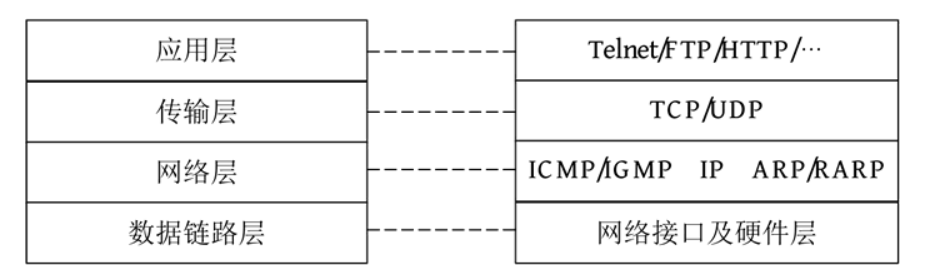 应用层
Telnet/FTP/HTTP/…
传输层
TCP/UDP
网络层
ICMP/IGMP IP ARP/RARP
数据链路层
网络接口及硬件层